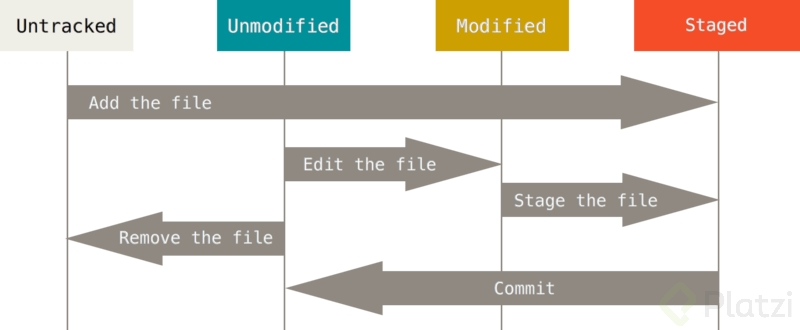 Untracked
Unmodified
Modified
Staged
Add the file
Edit the file
Stage the file
Remove the file
Commit
Platzi